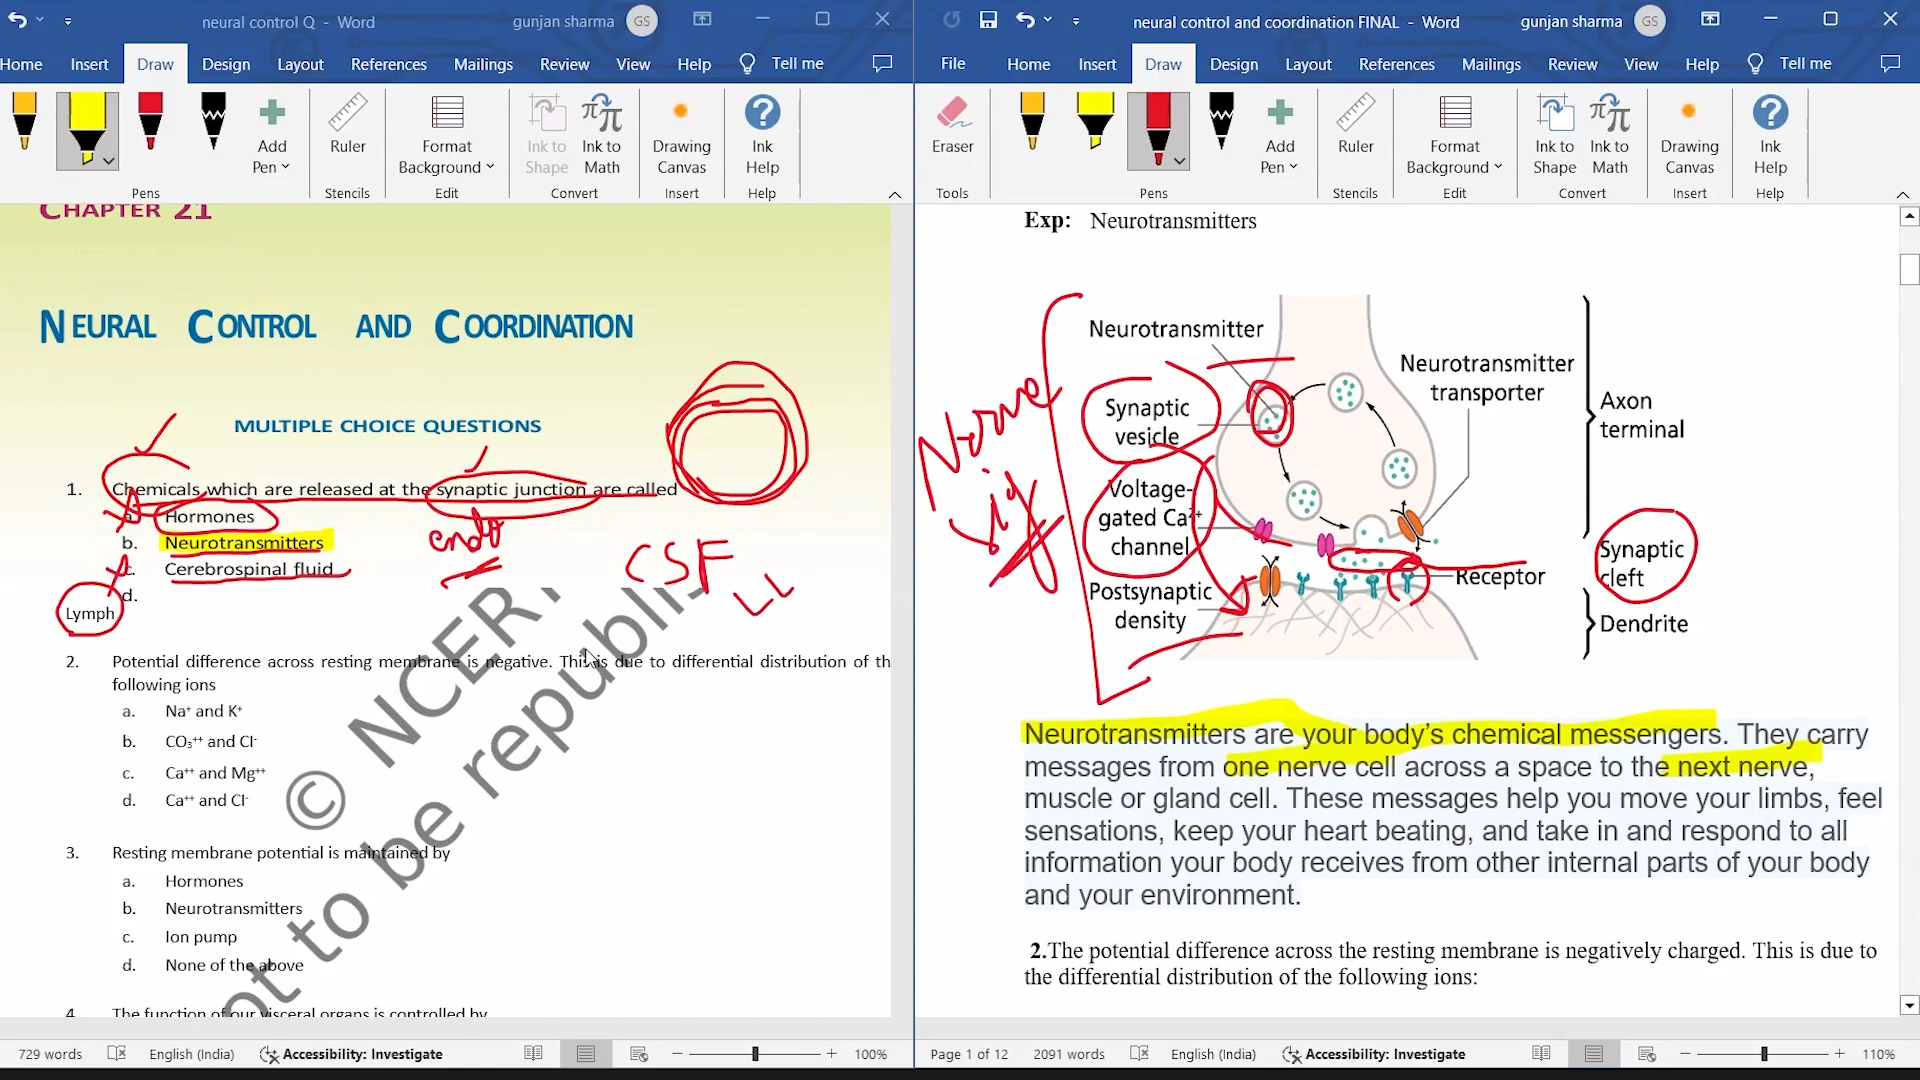 neural control Q - Word
gunjan sharma
GS
Home Insert Draw Design Layout References Mailings Review View Help Tell me
Add Pen
Ruler
Format Background
Ink to Shape
Ink to Math
Drawing Canvas
Ink Help
Pens
Stencils
Edit
Convert
Insert
Help
CHAPTER 21
NEURAL CONTROL AND COORDINATION
MULTIPLE CHOICE QUESTIONS
1. Chemicals which are released at the synaptic junction are called
a. Hormones
b. Neurotransmitters
c. Cerebrospinal fluid
d.
Lymph
endo
CSF
2. Potential difference across resting membrane is negative. This is due to differential distribution of th
following ions
a. Na⁺ and K⁺
b. CO₃⁺⁺ and Cl⁻
c. Ca⁺⁺ and Mg⁺⁺
d. Ca⁺⁺ and Cl⁻
3. Resting membrane potential is maintained by
a. Hormones
b. Neurotransmitters
c. Ion pump
d. None of the above
4. The function of our visceral organs is controlled by
© NCERT
not to be republis
729 words English (India) Accessibility: Investigate 100%
neural control and coordination FINAL - Word
gunjan sharma
GS
File Home Insert Draw Design Layout References Mailings Review View Help Tell me
Eraser
Add Pen
Ruler
Format Background
Ink to Shape
Ink to Math
Drawing Canvas
Ink Help
Tools
Pens
Stencils
Edit
Convert
Insert
Help
Exp: Neurotransmitters
Neurotransmitter
Synaptic
vesicle
Voltage-
gated Ca²⁺
channel
Postsynaptic
density
Neurotransmitter
transporter
Receptor
Axon
terminal
Synaptic
cleft
Dendrite
Nerve
Neurotransmitters are your body’s chemical messengers. They carry
messages from one nerve cell across a space to the next nerve,
muscle or gland cell. These messages help you move your limbs, feel
sensations, keep your heart beating, and take in and respond to all
information your body receives from other internal parts of your body
and your environment.
2.The potential difference across the resting membrane is negatively charged. This is due to
the differential distribution of the following ions:
Page 1 of 12 2091 words English (India) Accessibility: Investigate 110%